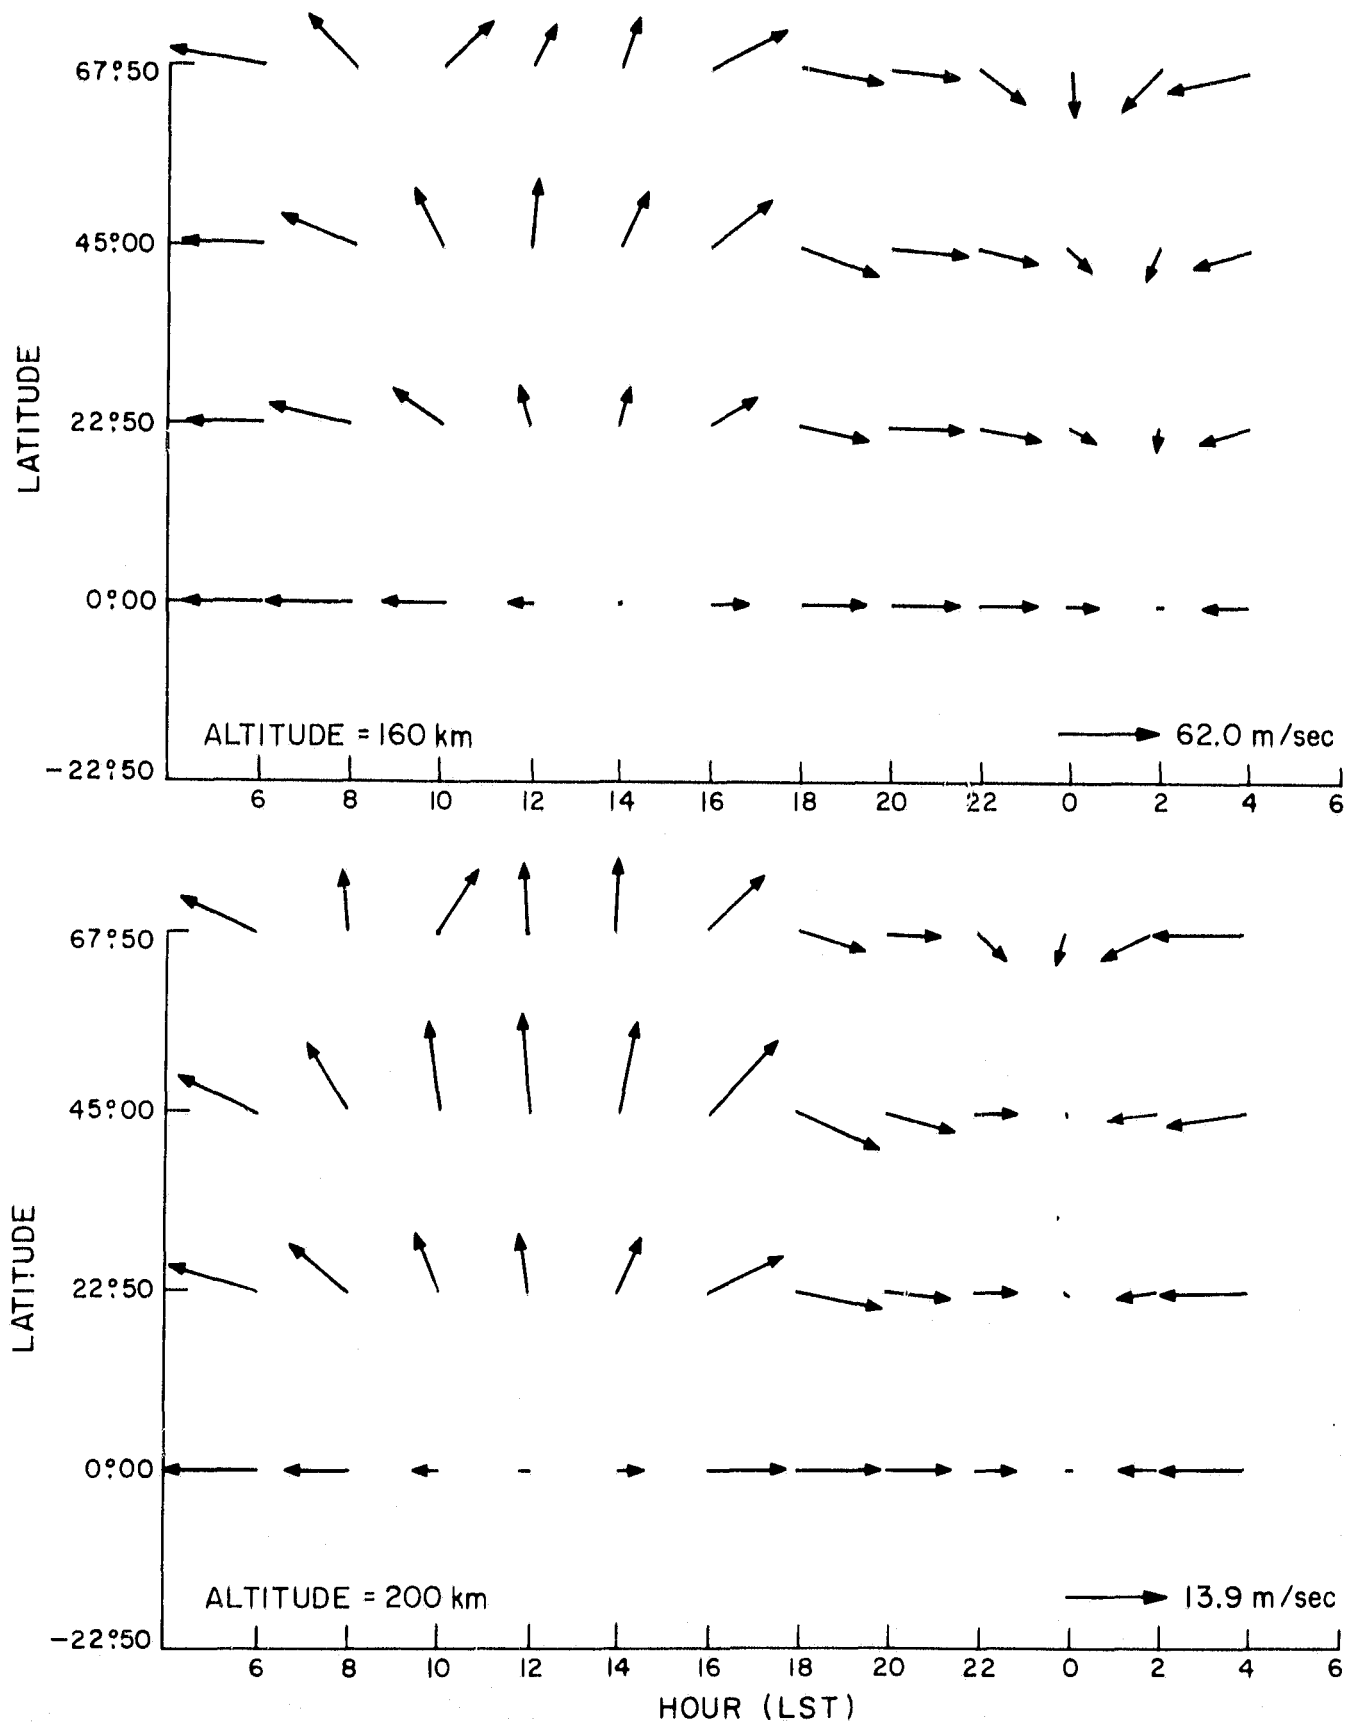 67°.50
45°.00
LATITUDE
22°.50
0°.00
ALTITUDE = 160 km
62.0 m/sec
-22°.50
6 8 10 12 14 16 18 20 22 0 2 4 6
67°.50
45°.00
LATITUDE
22°.50
0°.00
ALTITUDE = 200 km
13.9 m/sec
-22°.50
6 8 10 12 14 16 18 20 22 0 2 4 6
HOUR (LST)